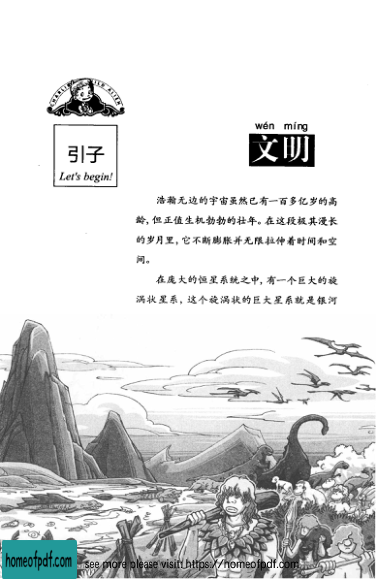 引子
Let's begin!
wén míng
文明
浩瀚无边的宇宙虽然已有一百多亿岁的高
龄，但正值生机勃勃的壮年。在这段极其漫长
的岁月里，它不断膨胀并无限拉伸着时间和空
间。
在庞大的恒星系统之中，有一个巨大的旋
涡状星系，这个旋涡状的巨大星系就是银河
homeofpdf.com
see more please visit: https://homeofpdf.com